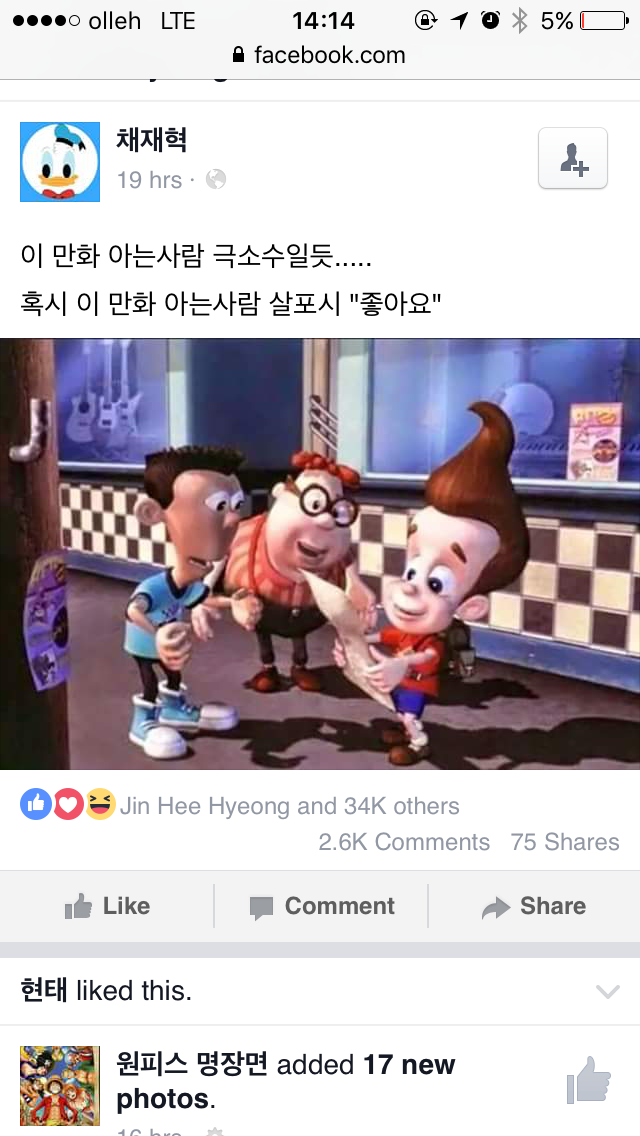 olleh LTE 14:14 5%
facebook.com
채재혁
19 hrs ·
이 만화 아는사람 극소수일듯.....
혹시 이 만화 아는사람 살포시 "좋아요"
Jin Hee Hyeong and 34K others
2.6K Comments 75 Shares
Like Comment Share
현태 liked this.
원피스 명장면 added 17 new
photos.
16 hrs